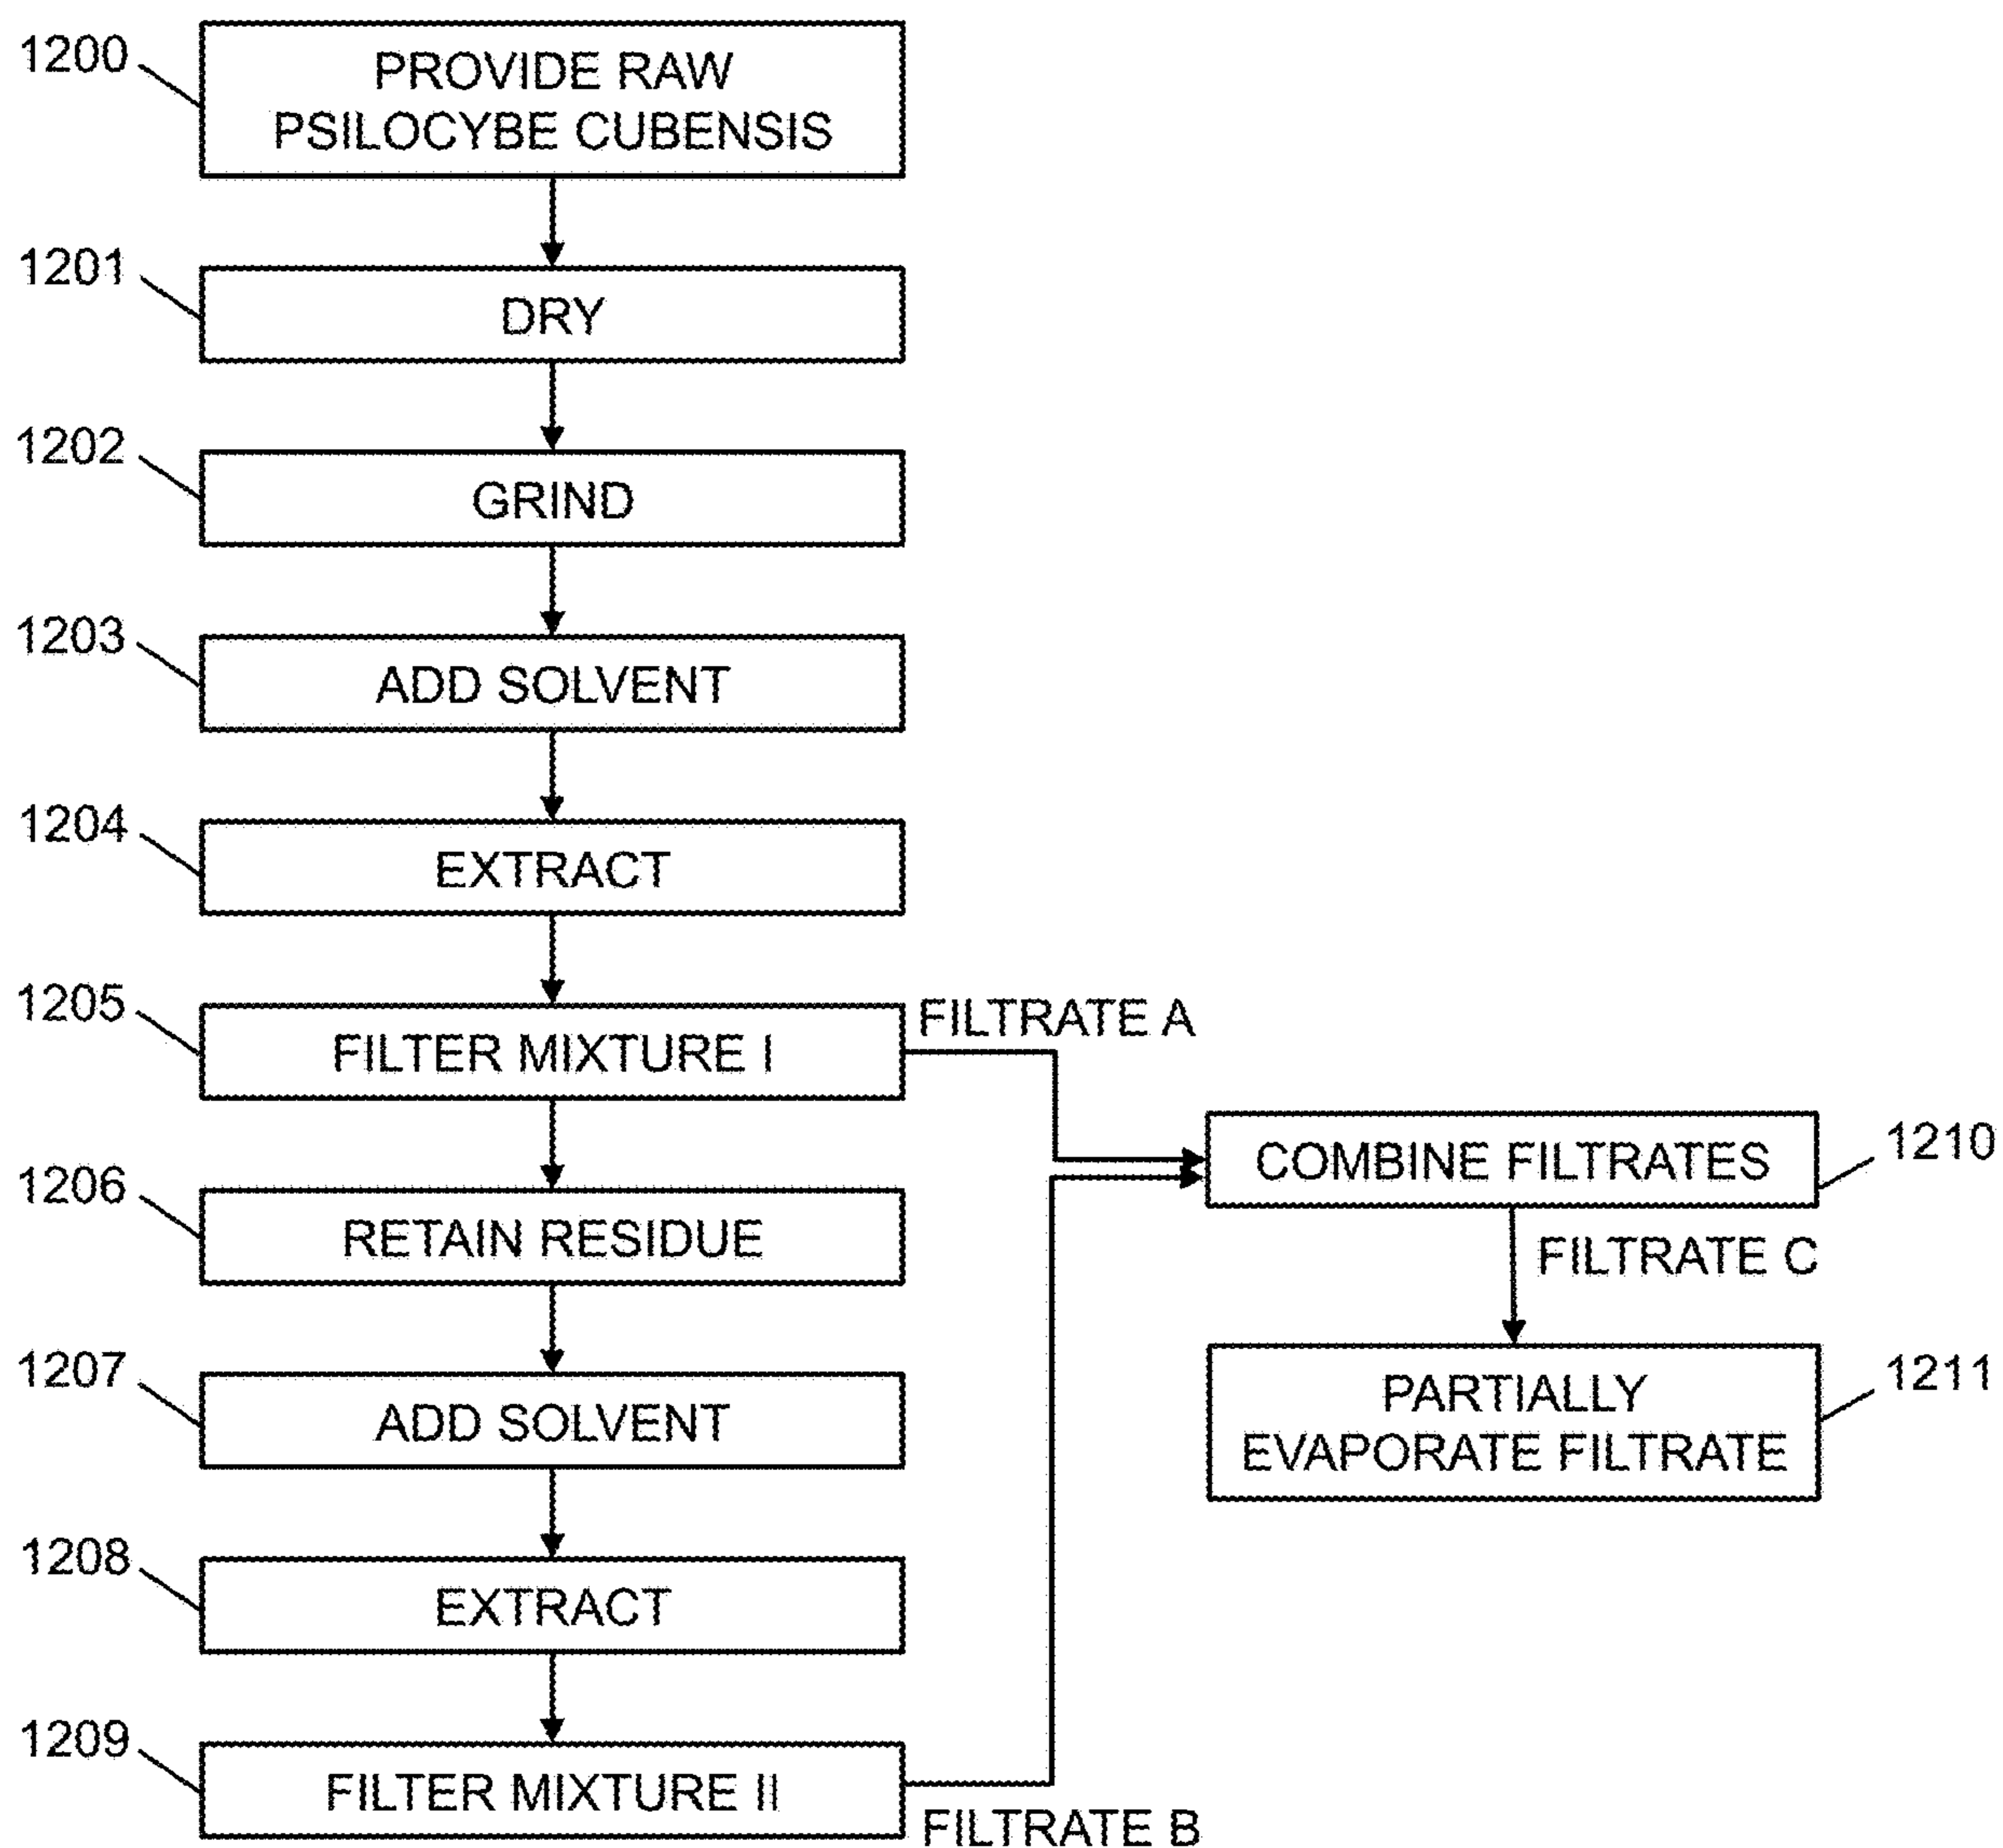 1200
PROVIDE RAW
PSILOCYBE CUBENSIS
1201
DRY
1202
GRIND
1203
ADD SOLVENT
1204
EXTRACT
1205
FILTER MIXTURE I
FILTRATE A
1206
RETAIN RESIDUE
1207
ADD SOLVENT
1208
EXTRACT
1209
FILTER MIXTURE II
FILTRATE B
COMBINE FILTRATES
1210
FILTRATE C
PARTIALLY
EVAPORATE FILTRATE
1211